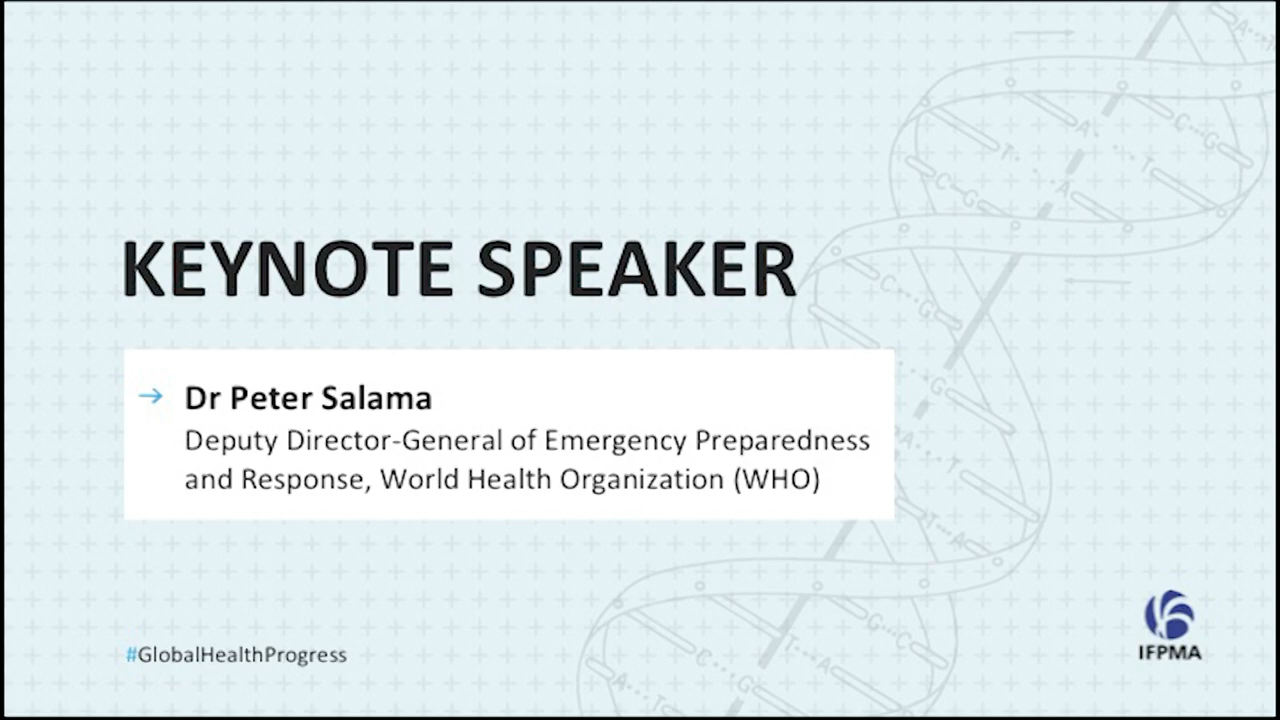 KEYNOTE SPEAKER
→ Dr Peter Salama
Deputy Director-General of Emergency Preparedness
and Response, World Health Organization (WHO)
#GlobalHealthProgress
IFPMA